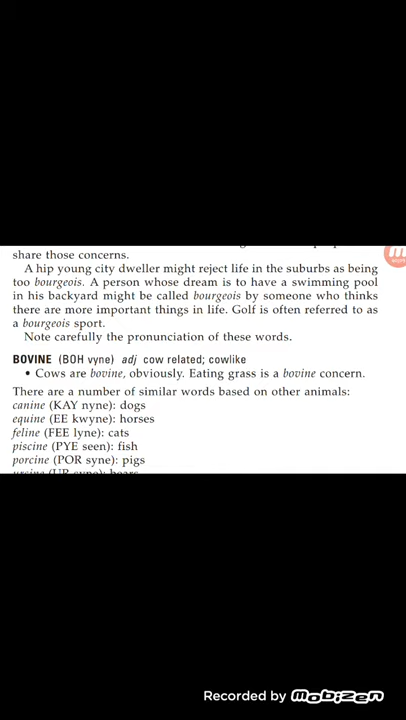 share those concerns.
A hip young city dweller might reject life in the suburbs as being
too bourgeois. A person whose dream is to have a swimming pool
in his backyard might be called bourgeois by someone who thinks
there are more important things in life. Golf is often referred to as
a bourgeois sport.
Note carefully the pronunciation of these words.
BOVINE (BOH vyne) adj cow related; cowlike
• Cows are bovine, obviously. Eating grass is a bovine concern.
There are a number of similar words based on other animals:
canine (KAY nyne): dogs
equine (EE kwyne): horses
feline (FEE lyne): cats
piscine (PYE seen): fish
porcine (POR syne): pigs
ursine (UR syne): bears
Recorded by mobizen